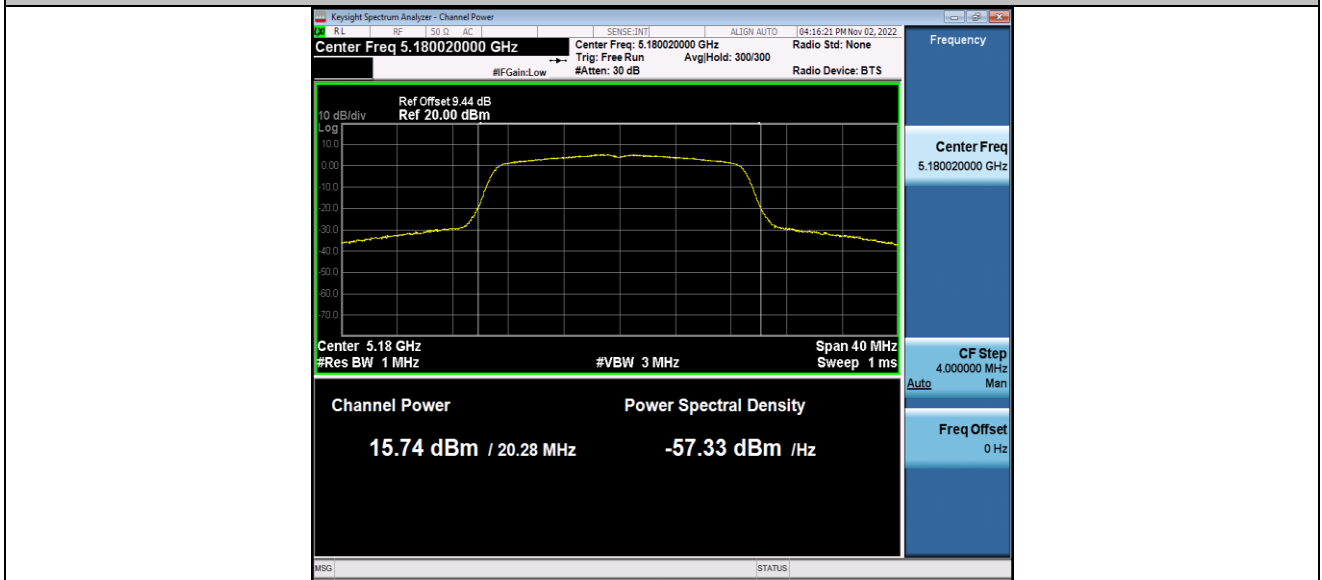 Keysight Spectrum Analyzer - Channel Power
RL RF 50 Ω AC SENSE:INT ALIGN AUTO 04:16:21 PM Nov 02, 2022
Center Freq 5.180020000 GHz
Center Freq: 5.180020000 GHz Radio Std: None
Trig: Free Run Avg|Hold: 300/300
#IFGain:Low #Atten: 30 dB Radio Device: BTS
Frequency
Ref Offset 9.44 dB
10 dB/div Ref 20.00 dBm
Log
10.0
0.00
-10.0
-20.0
-30.0
-40.0
-50.0
-60.0
-70.0
Center 5.18 GHz Span 40 MHz
#Res BW 1 MHz #VBW 3 MHz Sweep 1 ms
Channel Power Power Spectral Density
15.74 dBm / 20.28 MHz -57.33 dBm /Hz
Center Freq
5.180020000 GHz
CF Step
4.000000 MHz
Auto Man
Freq Offset
0 Hz
MSG STATUS